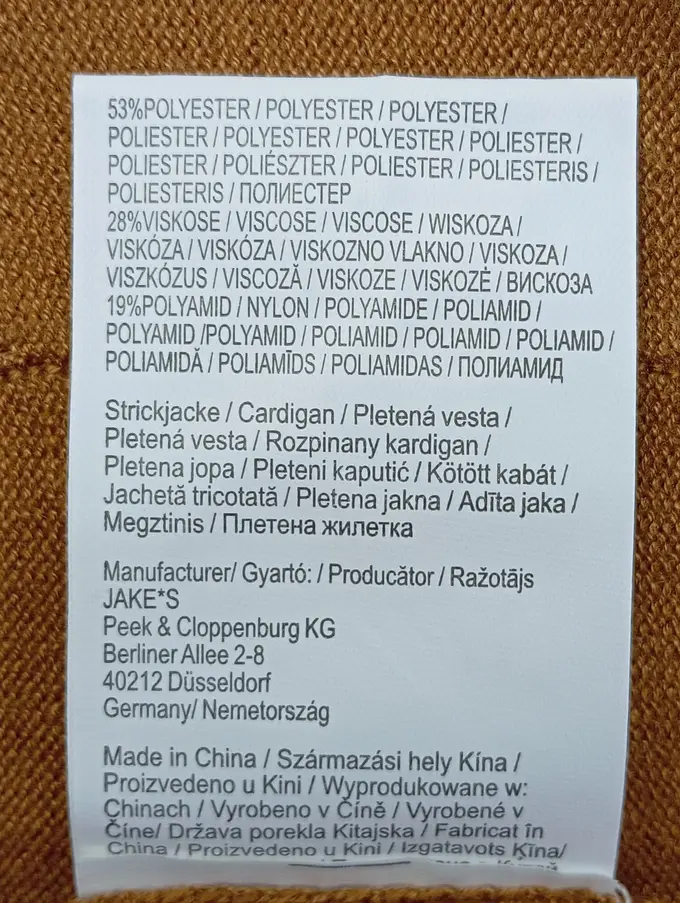 53%POLYESTER / POLYESTER / POLYESTER /
POLIESTER / POLYESTER / POLYESTER / POLIESTER /
POLIESTER / POLIÉSZTER / POLIESTER / POLIESTERIS /
POLIESTERIS / ПОЛИЕСТЕР
28%VISKOSE / VISCOSE / VISCOSE / WISKOZA /
VISKÓZA / VISKÓZA / VISKOZNO VLAKNO / VISKOZA /
VISZKÓZUS / VISCOZĂ / VISKOZE / VISKOZĖ / ВИСКОЗА
19%POLYAMID / NYLON / POLYAMIDE / POLIAMID /
POLYAMID /POLYAMID / POLIAMID / POLIAMID / POLIAMID /
POLIAMIDĂ / POLIAMĪDS / POLIAMIDAS / ПОЛИАМИД
Strickjacke / Cardigan / Pletená vesta /
Pletená vesta / Rozpinany kardigan /
Pletena jopa / Pleteni kaputić / Kötött kabát /
Jachetă tricotată / Pletena jakna / Adīta jaka /
Megztinis / Плетена жилетка
Manufacturer/ Gyartó: / Producător / Ražotājs
JAKE*S
Peek & Cloppenburg KG
Berliner Allee 2-8
40212 Düsseldorf
Germany/ Nemetország
Made in China / Származási hely Kína /
Proizvedeno u Kini / Wyprodukowane w:
Chinach / Vyrobeno v Číně / Vyrobené v
Číne/ Država porekla Kitajska / Fabricat în
China / Proizvedeno u Kini / Izgatavots Ķīna/